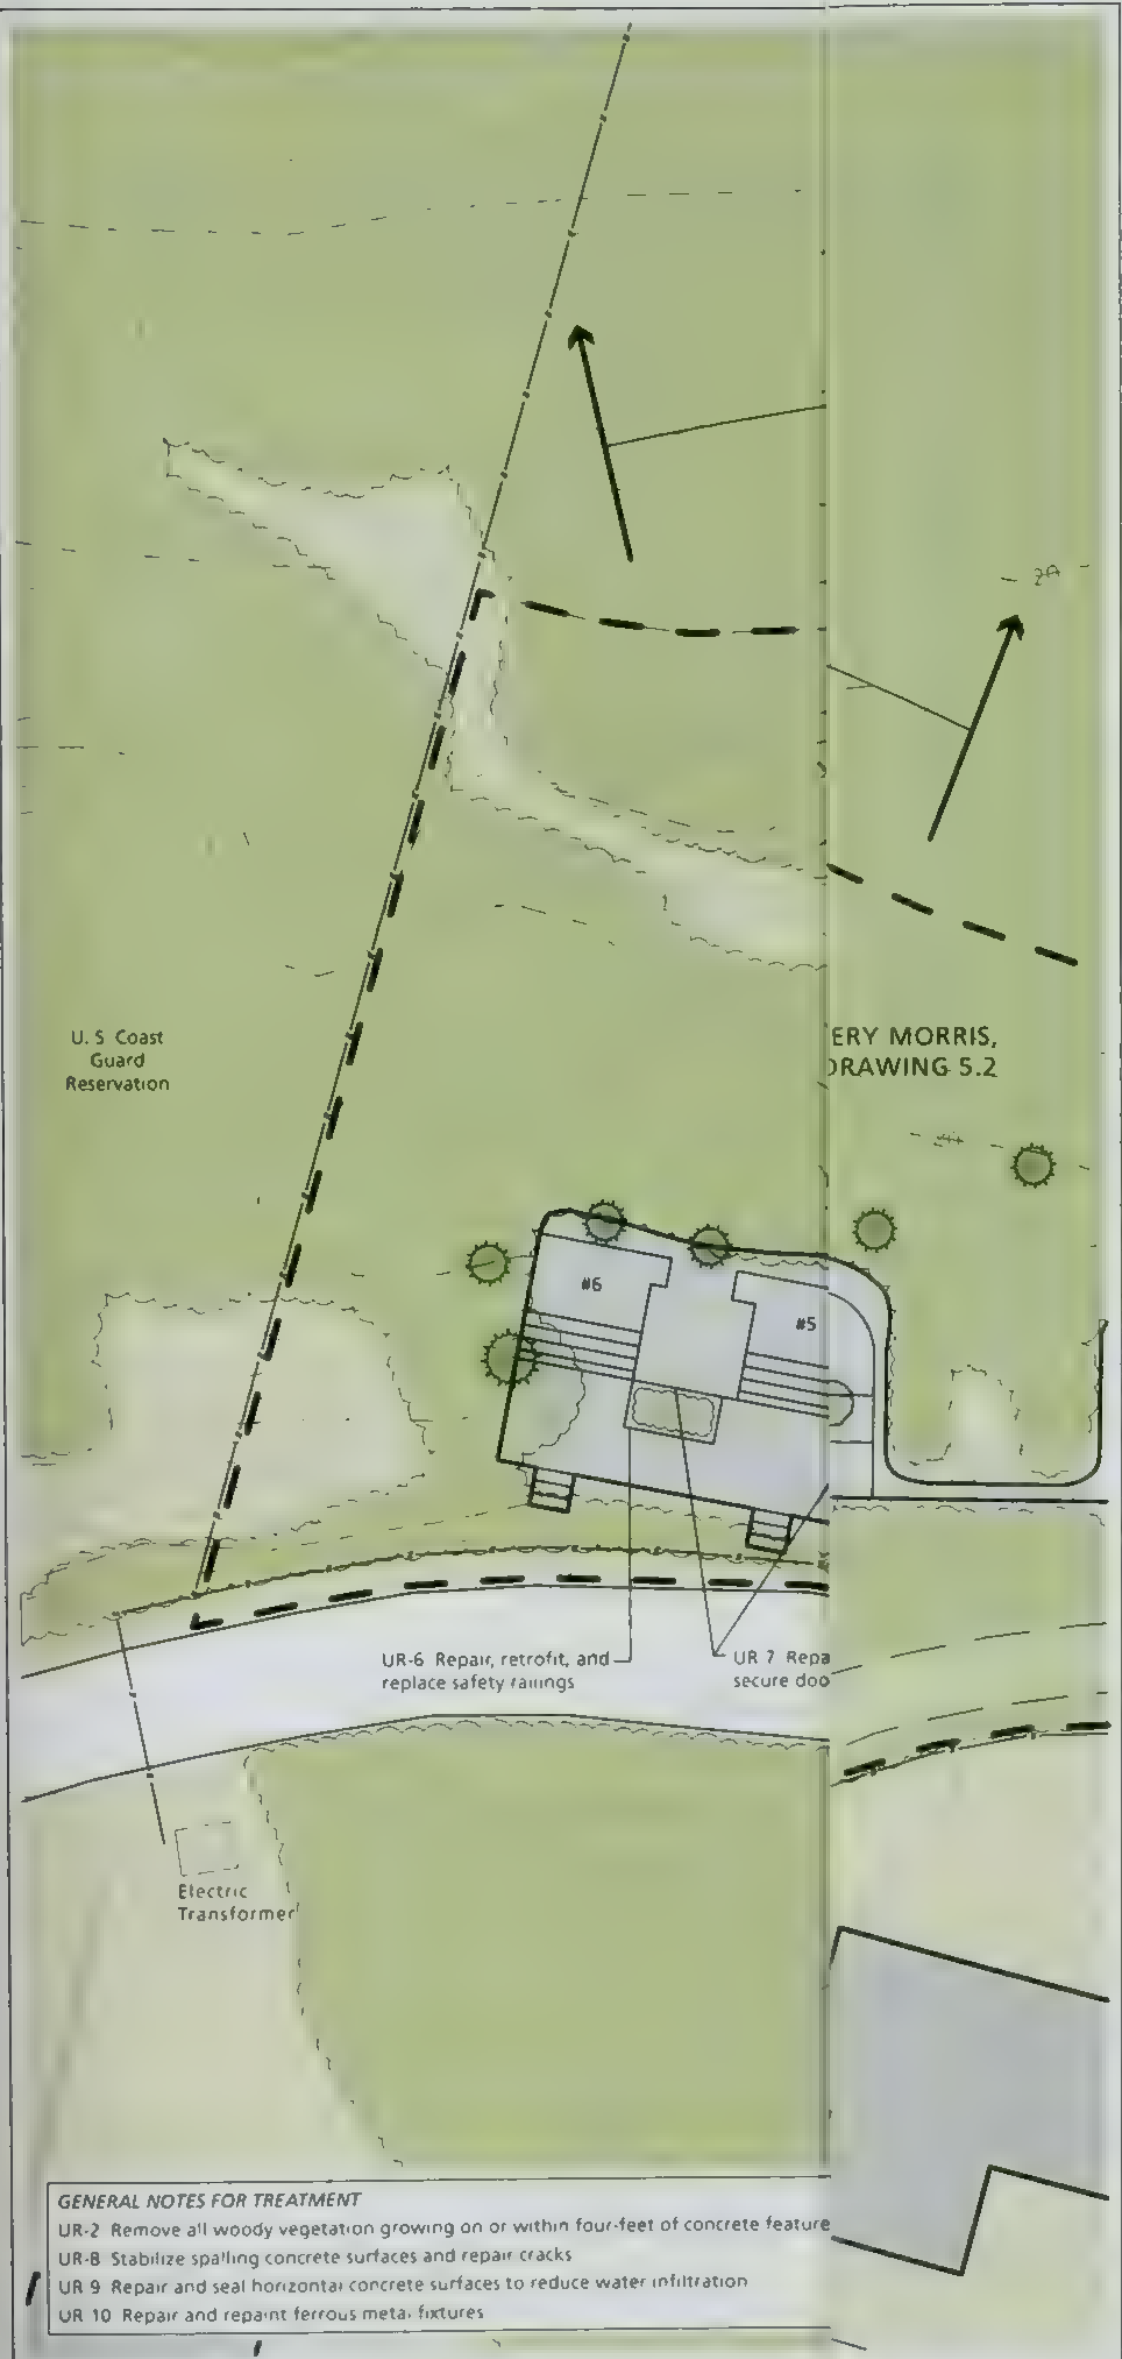 U. S Coast
Guard
Reservation
ERY MORRIS,
DRAWING 5.2
#6
#5
UR-6 Repair, retrofit, and
replace safety railings
UR 7 Repa
secure doo
Electric
Transformer
GENERAL NOTES FOR TREATMENT
UR-2 Remove all woody vegetation growing on or within four-feet of concrete feature
UR-8 Stabilize spalling concrete surfaces and repair cracks
UR 9 Repair and seal horizontal concrete surfaces to reduce water infiltration
UR 10 Repair and repaint ferrous metal fixtures